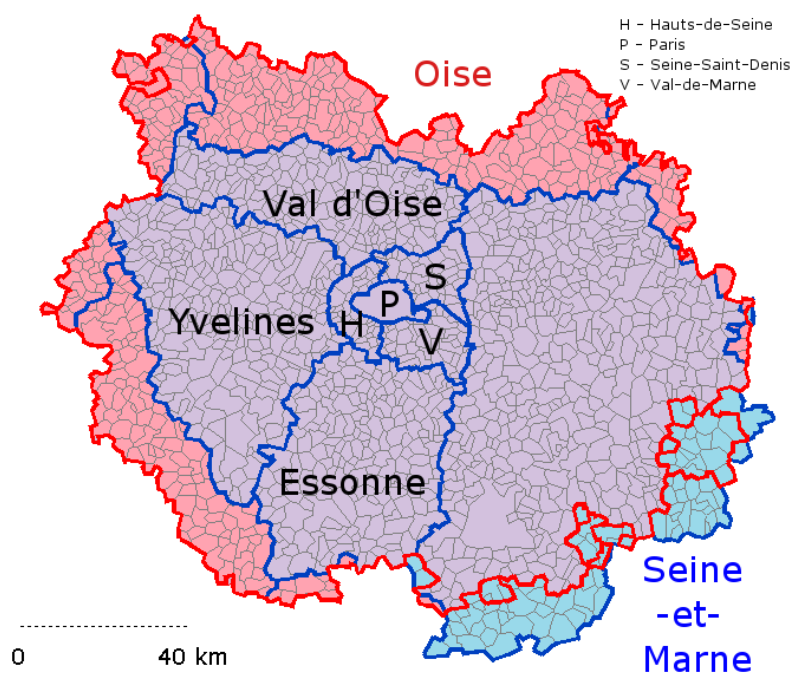 H - Hauts-de-Seine
P - Paris
S - Seine-Saint-Denis
V - Val-de-Marne
Oise
Val d'Oise
S
P
Yvelines
H
V
Essonne
Seine
-et-
Marne
0 40 km